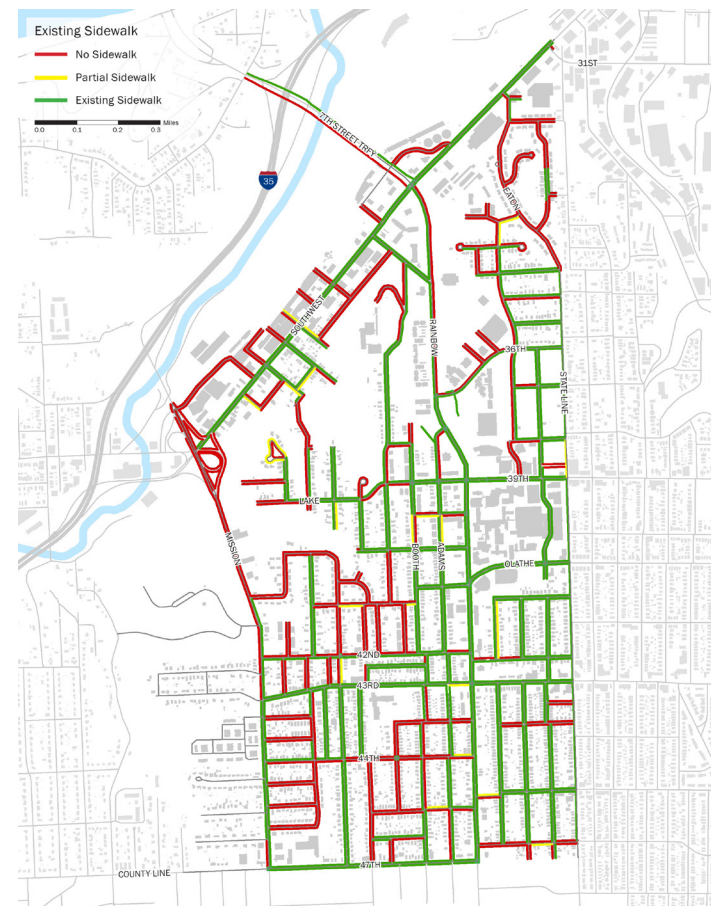 Existing Sidewalk
No Sidewalk
Partial Sidewalk
Existing Sidewalk
0.0 0.1 0.2 0.3 Miles
31ST
7TH STREET TRFY
35
EATON
SOUTHWEST
RAINBOW
36TH
STATE LINE
39TH
LAKE
MISSION
BOOTH
ADAMS
OLATHE
42ND
43RD
44TH
47TH
COUNTY LINE